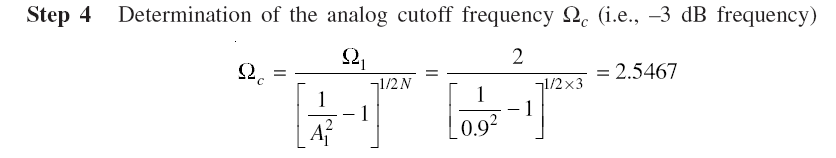 Step 4 Determination of the analog cutoff frequency Ω_c (i.e., –3 dB frequency)
Ω_c = Ω_1 / [1/A_1^2 – 1]^{1/2N} = 2 / [1/0.9^2 – 1]^{1/2×3} = 2.5467